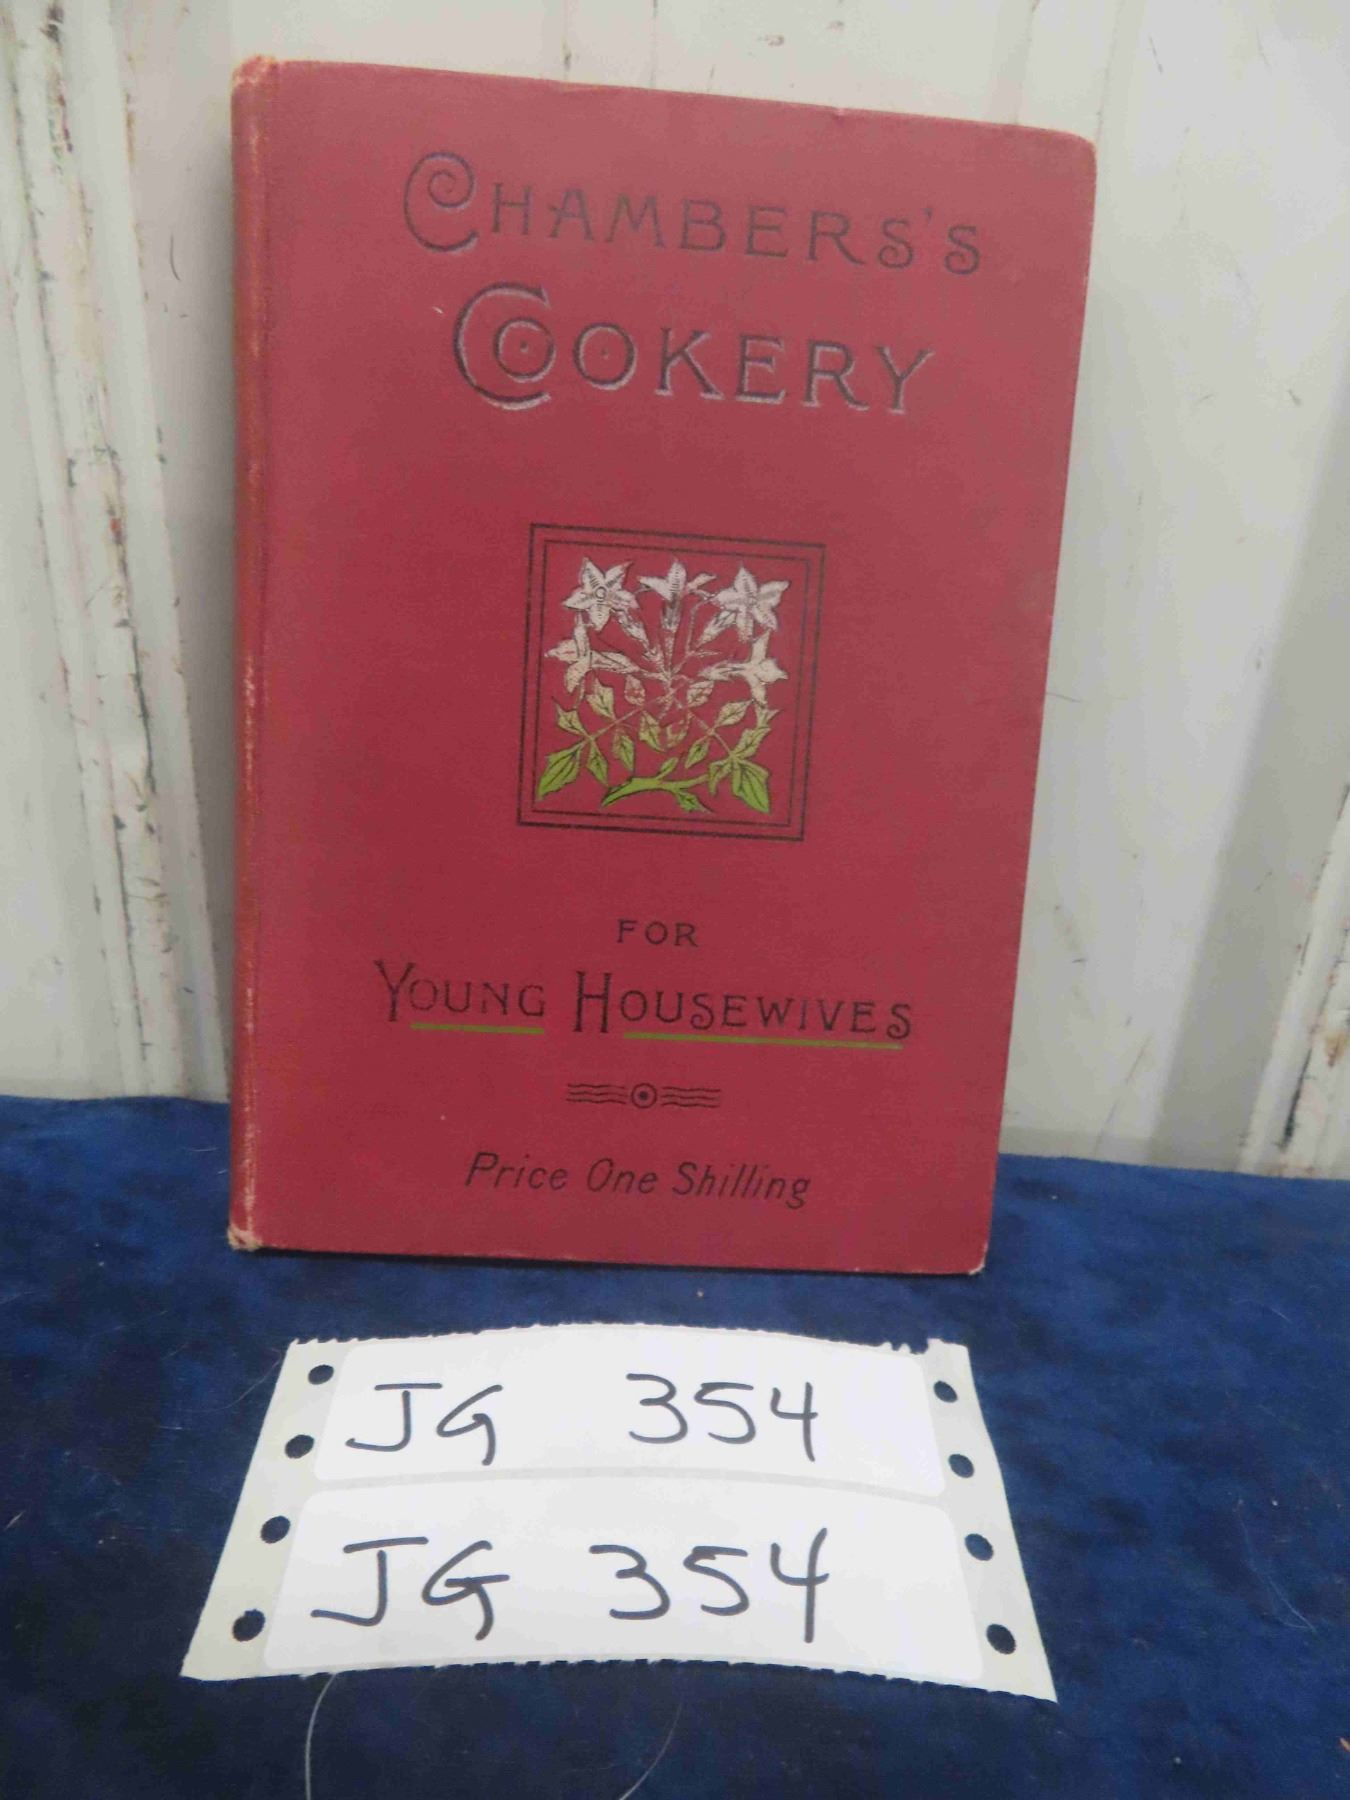 CHAMBERS'S
COOKERY
FOR
YOUNG HOUSEWIVES
Price One Shilling
JG 354
JG 354